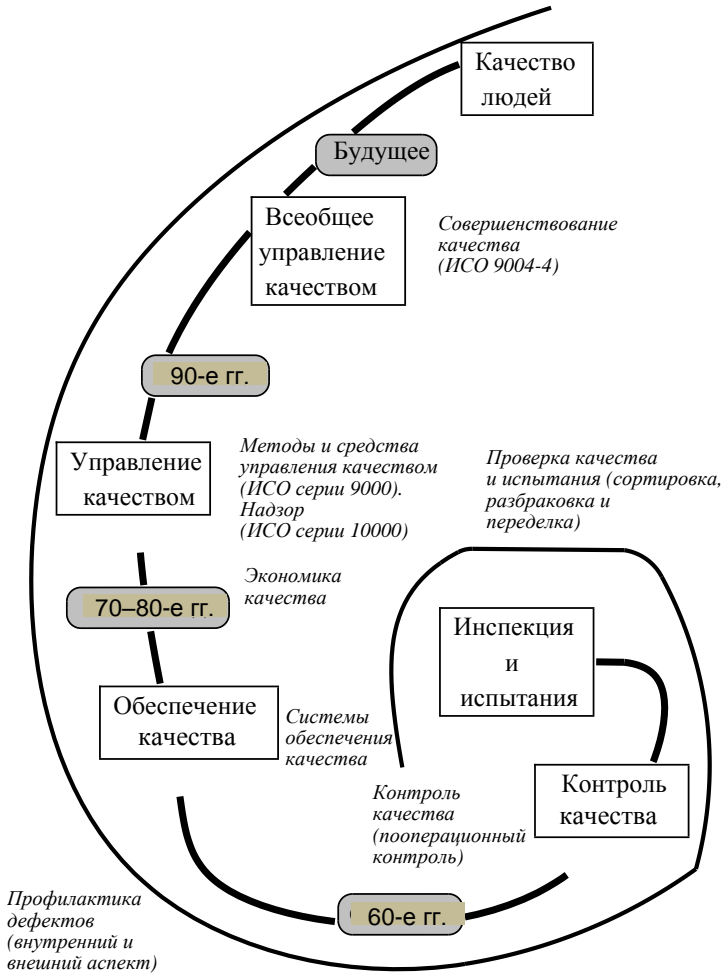 Качество
людей
Будущее
Всеобщее
управление
качеством
Совершенствование
качества
(ИСО 9004-4)
90-е гг.
Управление
качеством
Методы и средства
управления качеством
(ИСО серии 9000).
Надзор
(ИСО серии 10000)
Проверка качества
и испытания (сортировка,
разбраковка и
переделка)
Экономика
качества
70–80-е гг.
Инспекция
и
испытания
Обеспечение
качества
Системы
обеспечения
качества
Контроль
качества
Контроль
качества
(пооперационный
контроль)
60-е гг.
Профилактика
дефектов
(внутренний и
внешний аспект)